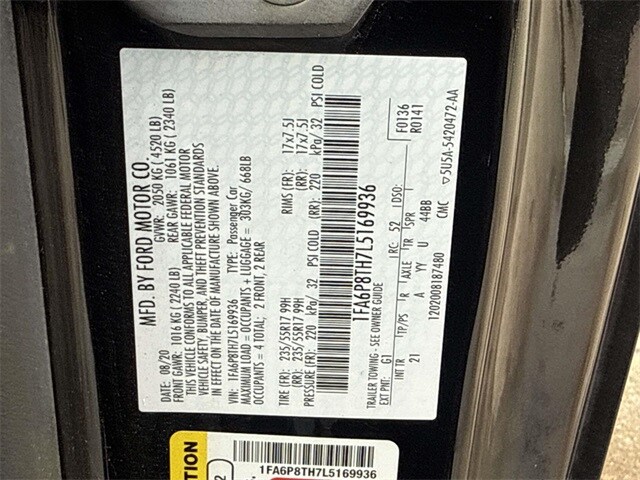 MFD. BY FORD MOTOR CO.
DATE: 08/20 GVWR: 2050 KG ( 4520 LB)
FRONT GAWR: 1016 KG ( 2240 LB) REAR GAWR: 1061 KG ( 2340 LB)
THIS VEHICLE CONFORMS TO ALL APPLICABLE FEDERAL MOTOR
VEHICLE SAFETY, BUMPER, AND THEFT PREVENTION STANDARDS
IN EFFECT ON THE DATE OF MANUFACTURE SHOWN ABOVE.
VIN: 1FA6P8TH7L5169936 TYPE: Passenger Car
MAXIMUM LOAD = OCCUPANTS + LUGGAGE = 303KG/ 668LB
OCCUPANTS = 4 TOTAL; 2 FRONT, 2 REAR
TIRE (FR): 235/55R17 99H RIMS (FR): 17x7.5J
(RR): 235/55R17 99H (RR): 17x7.5J
PRESSURE (FR): 220 kPa/ 32 PSI COLD (RR): 220 kPa/ 32 PSI COLD
1FA6P8TH7L5169936
TRAILER TOWING - SEE OWNER GUIDE
F0136
EXT PNT: G1 RC: 52 DSO: R0141
INT TR TP/PS R AXLE TR SPR
21 A YY U 44BB
1202008187480 CMC ▽5U5A-5420472-AA
1FA6P8TH7L5169936